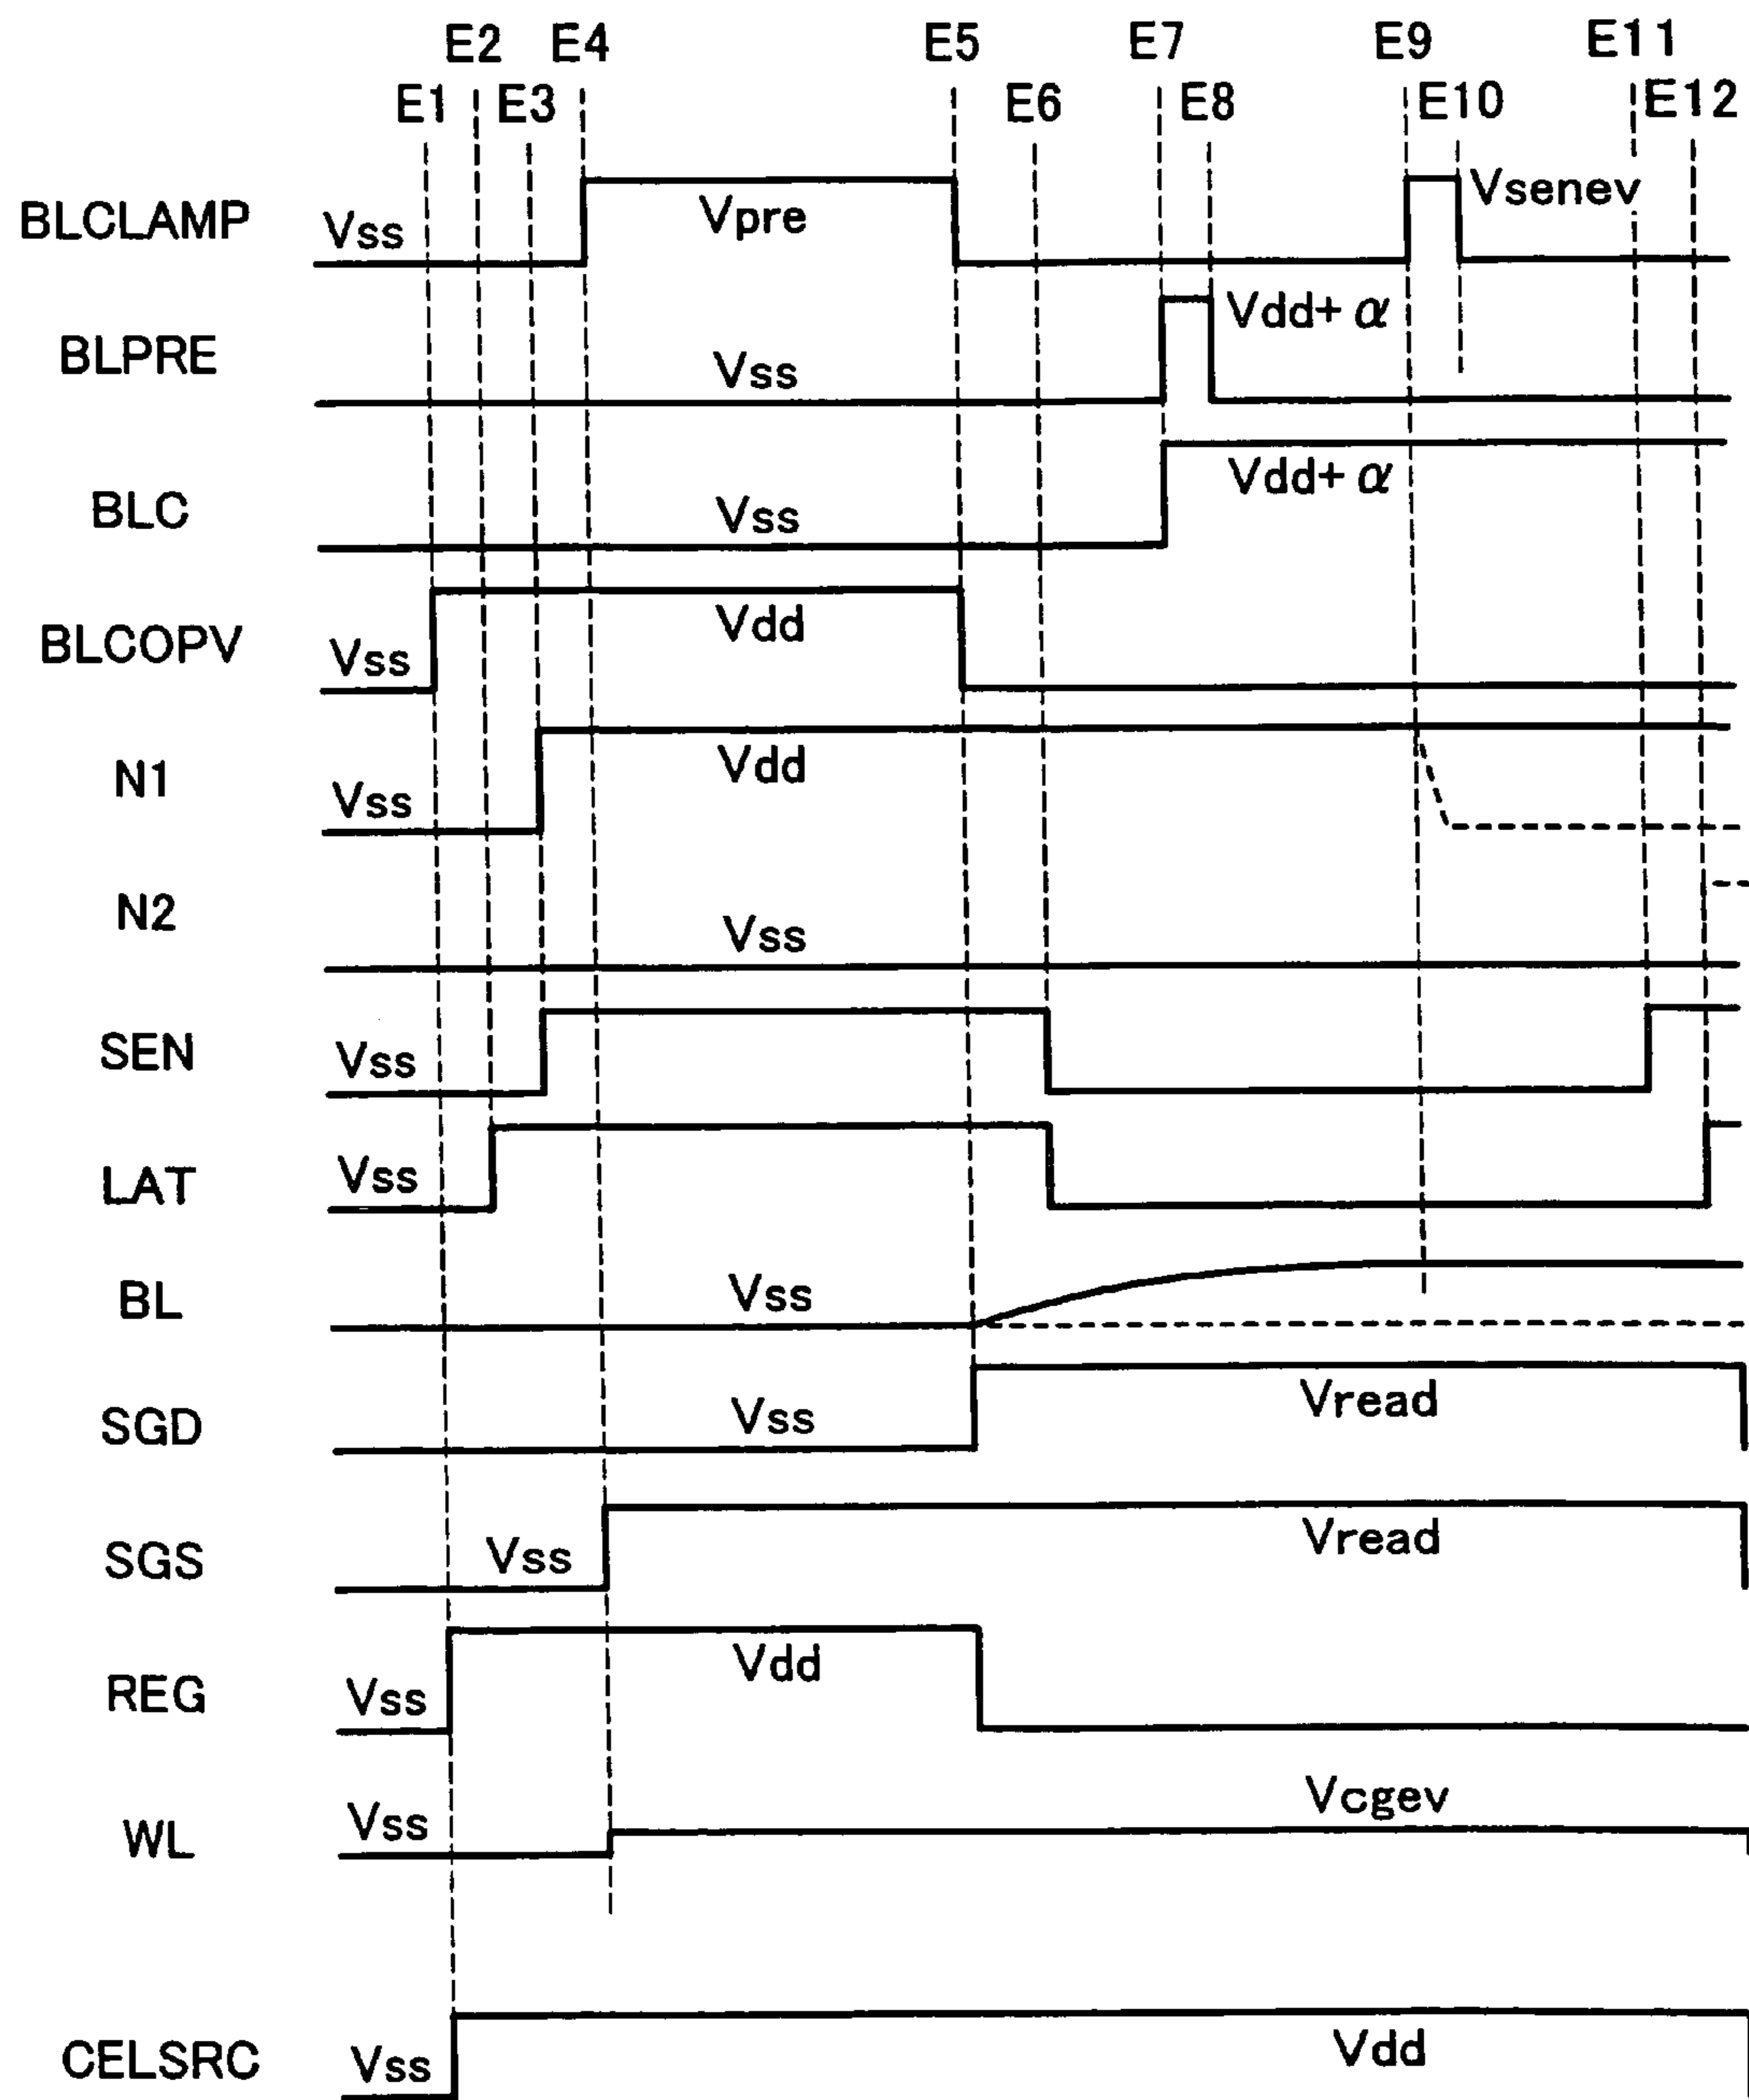 E2 E4 E5 E7 E9 E11
E1 E3 E6 E8 E10 E12
BLCLAMP Vss Vpre Vsenev
BLPRE Vss Vdd+α
BLC Vss Vdd+α
BLCOPV Vss Vdd
N1 Vss Vdd
N2 Vss
SEN Vss
LAT Vss
BL Vss
SGD Vss Vread
SGS Vss Vread
REG Vss Vdd
WL Vss Vcgev
CELSRC Vss Vdd